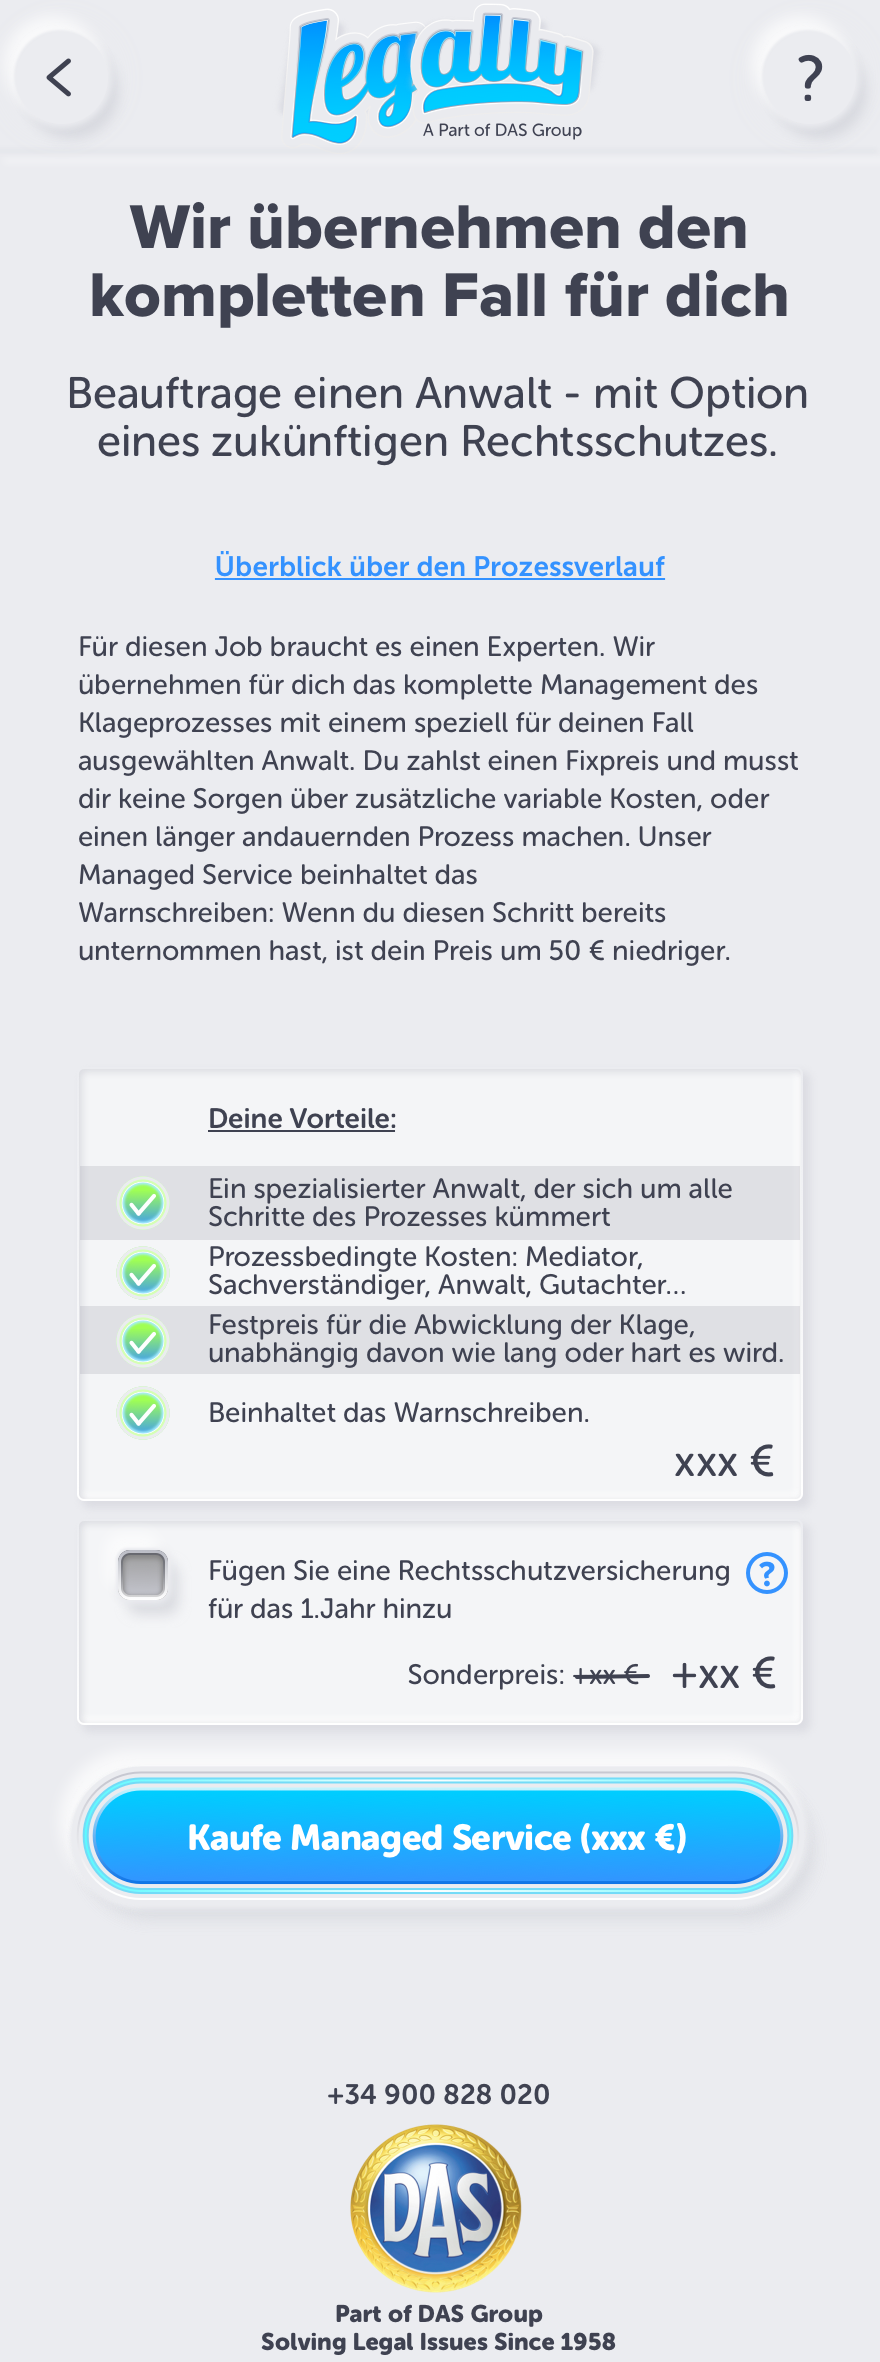 Legally
A Part of DAS Group
?
Wir übernehmen den
kompletten Fall für dich
Beauftrage einen Anwalt - mit Option
eines zukünftigen Rechtsschutzes.
Überblick über den Prozessverlauf
Für diesen Job braucht es einen Experten. Wir
übernehmen für dich das komplette Management des
Klageprozesses mit einem speziell für deinen Fall
ausgewählten Anwalt. Du zahlst einen Fixpreis und musst
dir keine Sorgen über zusätzliche variable Kosten, oder
einen länger andauernden Prozess machen. Unser
Managed Service beinhaltet das
Warnschreiben: Wenn du diesen Schritt bereits
unternommen hast, ist dein Preis um 50 € niedriger.
Deine Vorteile:
Ein spezialisierter Anwalt, der sich um alle
Schritte des Prozesses kümmert
Prozessbedingte Kosten: Mediator,
Sachverständiger, Anwalt, Gutachter...
Festpreis für die Abwicklung der Klage,
unabhängig davon wie lang oder hart es wird.
Beinhaltet das Warnschreiben.
xxx €
Fügen Sie eine Rechtsschutzversicherung ?
für das 1.Jahr hinzu
Sonderpreis: +xx € +xx €
Kaufe Managed Service (xxx €)
+34 900 828 020
DAS
Part of DAS Group
Solving Legal Issues Since 1958